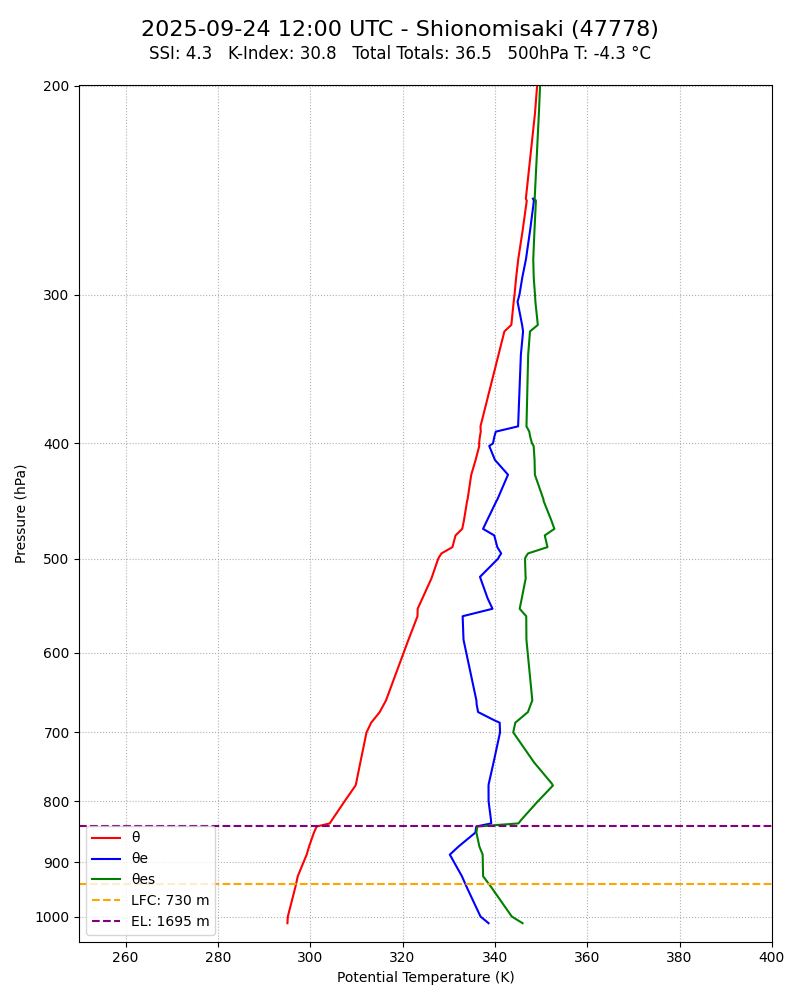 2025-09-24 12:00 UTC - Shionomisaki (47778)
SSI: 4.3 K-Index: 30.8 Total Totals: 36.5 500hPa T: -4.3 °C
200
300
400
500
600
700
800
900
1000
Pressure (hPa)
θ
θe
θes
LFC: 730 m
EL: 1695 m
260 280 300 320 340 360 380 400
Potential Temperature (K)